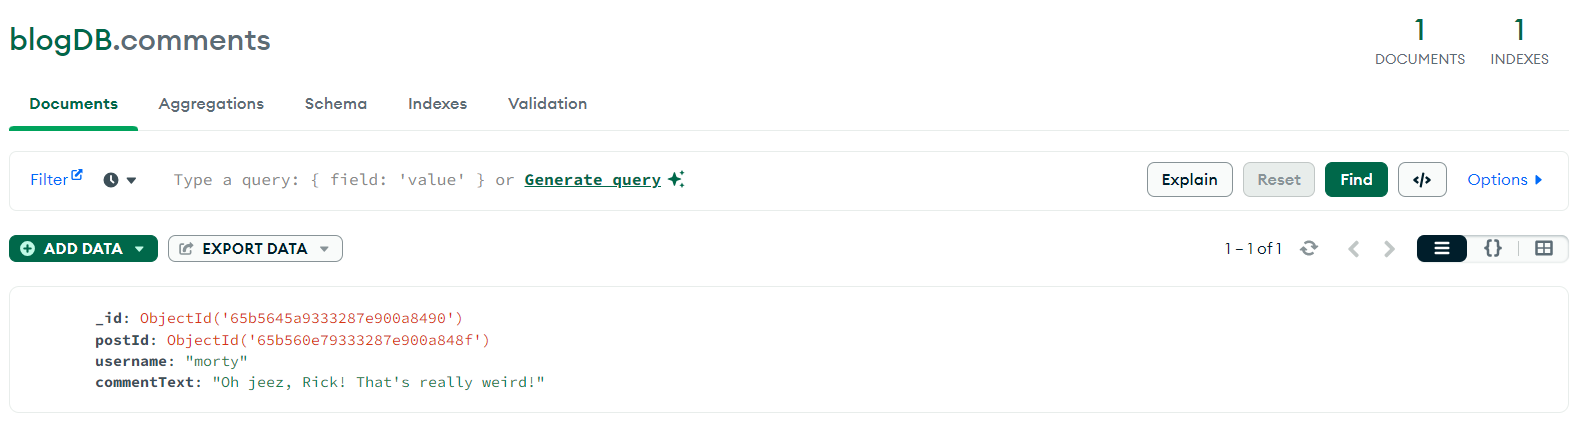 blogDB.comments
1 1
DOCUMENTS INDEXES
Documents Aggregations Schema Indexes Validation
Filter Type a query: { field: 'value' } or Generate query Explain Reset Find </> Options
ADD DATA EXPORT DATA 1 – 1 of 1 {}
_id: ObjectId('65b5645a9333287e900a8490')
postId: ObjectId('65b560e79333287e900a848f')
username: "morty"
commentText: "Oh jeez, Rick! That's really weird!"